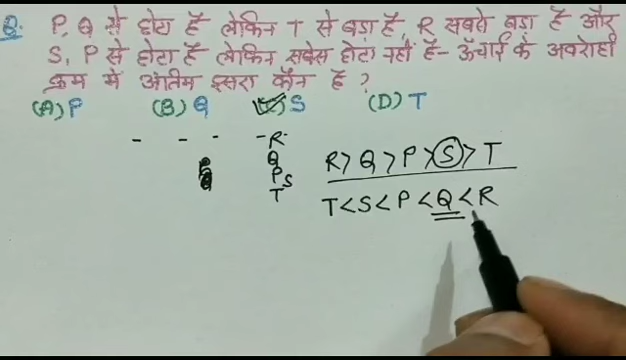 Q. P, Q से छोटा है लेकिन T से बड़ा है, R सबसे बड़ा है और
S, P से छोटा है लेकिन सबसे छोटा नहीं है- ऊँचाई के अवरोही
क्रम में अंतिम दूसरा कौन है ?
(A) P (B) Q (C) S (D) T
- - - - R -
Q
P S
T
R > Q > P > S > T
T < S < P < Q < R